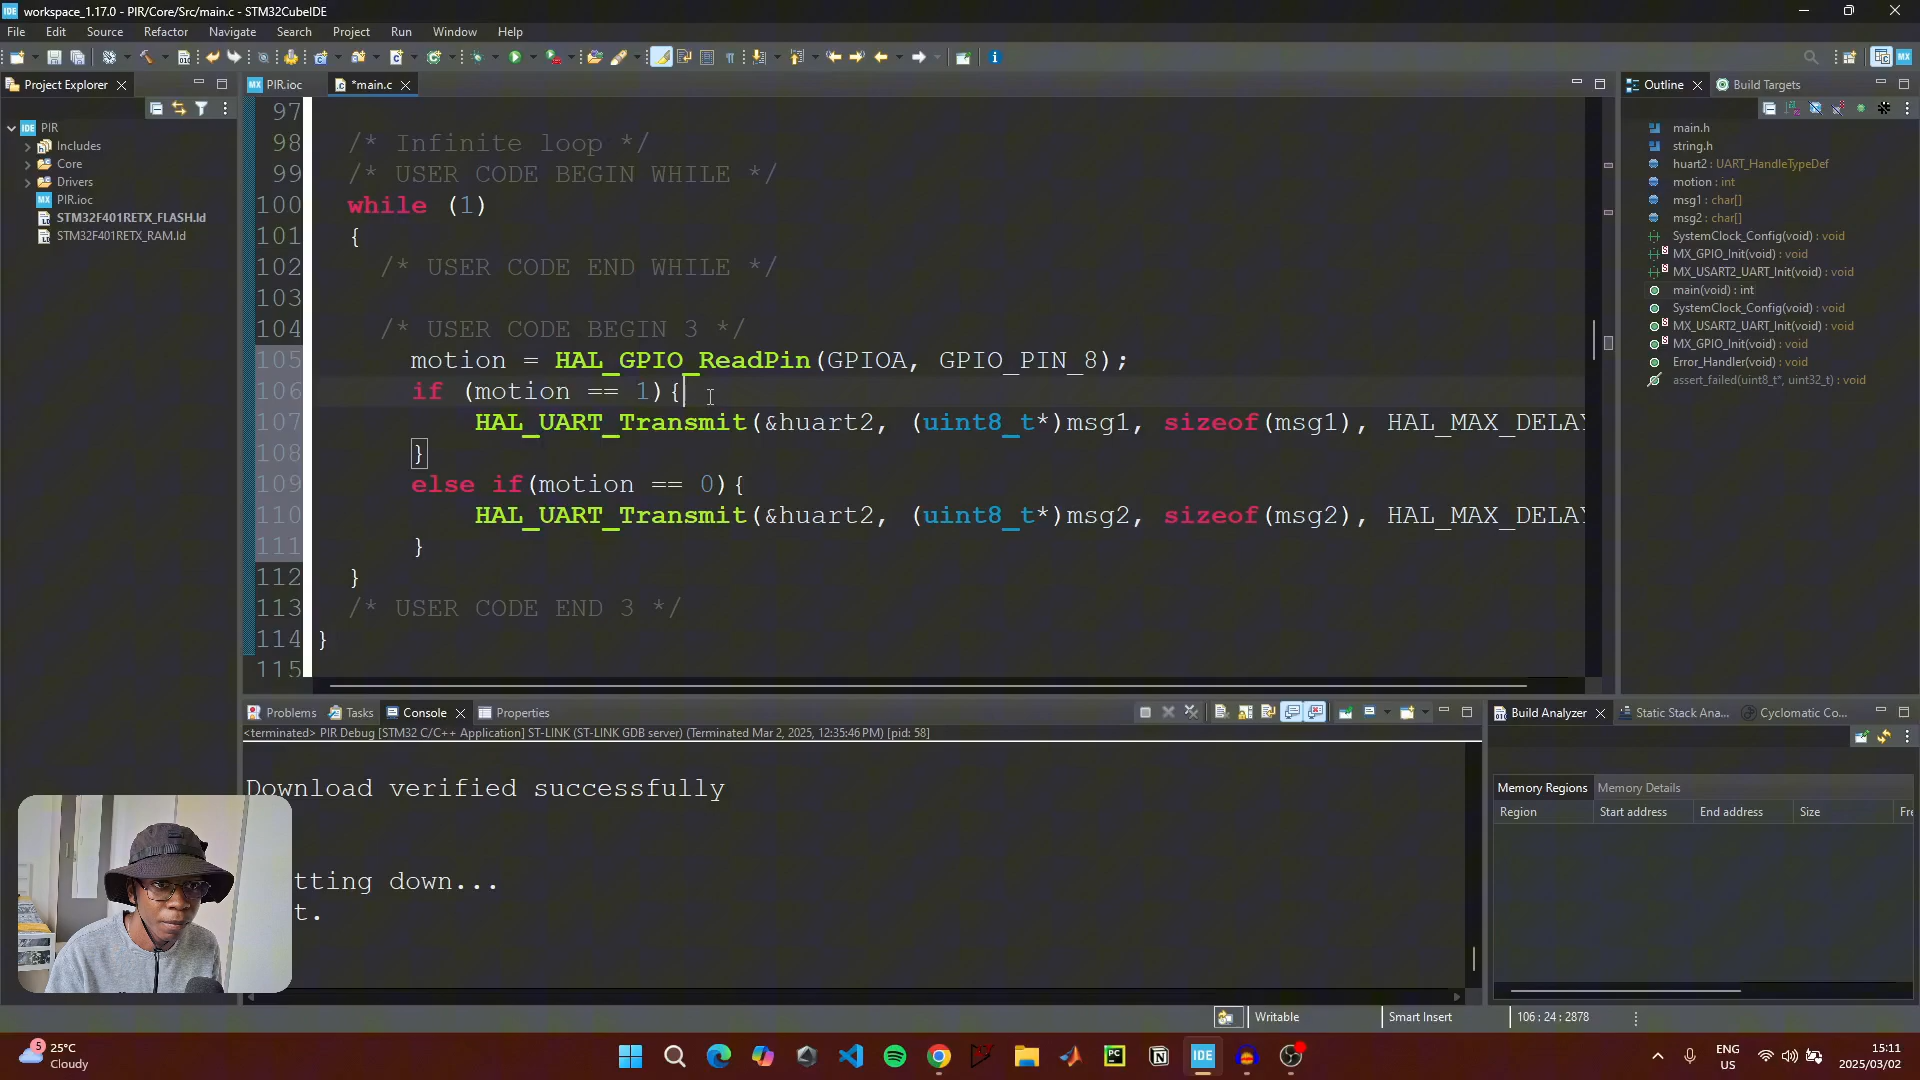 workspace_1.17.0 - PIR/Core/Src/main.c - STM32CubeIDE
File Edit Source Refactor Navigate Search Project Run Window Help
Project Explorer
PIR
Includes
Core
Drivers
PIR.ioc
STM32F401RETX_FLASH.ld
STM32F401RETX_RAM.ld
PIR.ioc *main.c
97
98 /* Infinite loop */
99 /* USER CODE BEGIN WHILE */
100 while (1)
101 {
102 /* USER CODE END WHILE */
103
104 /* USER CODE BEGIN 3 */
105 motion = HAL_GPIO_ReadPin(GPIOA, GPIO_PIN_8);
106 if (motion == 1){
107 HAL_UART_Transmit(&huart2, (uint8_t*)msg1, sizeof(msg1), HAL_MAX_DELAY
108 }
109 else if(motion == 0){
110 HAL_UART_Transmit(&huart2, (uint8_t*)msg2, sizeof(msg2), HAL_MAX_DELAY
111 }
112 }
113 /* USER CODE END 3 */
114 }
115
Outline Build Targets
main.h
string.h
huart2 : UART_HandleTypeDef
motion : int
msg1 : char[]
msg2 : char[]
SystemClock_Config(void) : void
MX_GPIO_Init(void) : void
MX_USART2_UART_Init(void) : void
main(void) : int
SystemClock_Config(void) : void
MX_USART2_UART_Init(void) : void
MX_GPIO_Init(void) : void
Error_Handler(void) : void
assert_failed(uint8_t*, uint32_t) : void
Problems Tasks Console Properties
<terminated> PIR Debug [STM32 C/C++ Application] ST-LINK (ST-LINK GDB server) (Terminated Mar 2, 2025, 12:35:46 PM) [pid: 58]
Download verified successfully
tting down...
t.
Build Analyzer Static Stack Ana... Cyclomatic Co...
Memory Regions Memory Details
Region Start address End address Size Fre
Writable Smart Insert 106 : 24 : 2878
5
25°C
Cloudy
IDE
ENG
US
15:11
2025/03/02